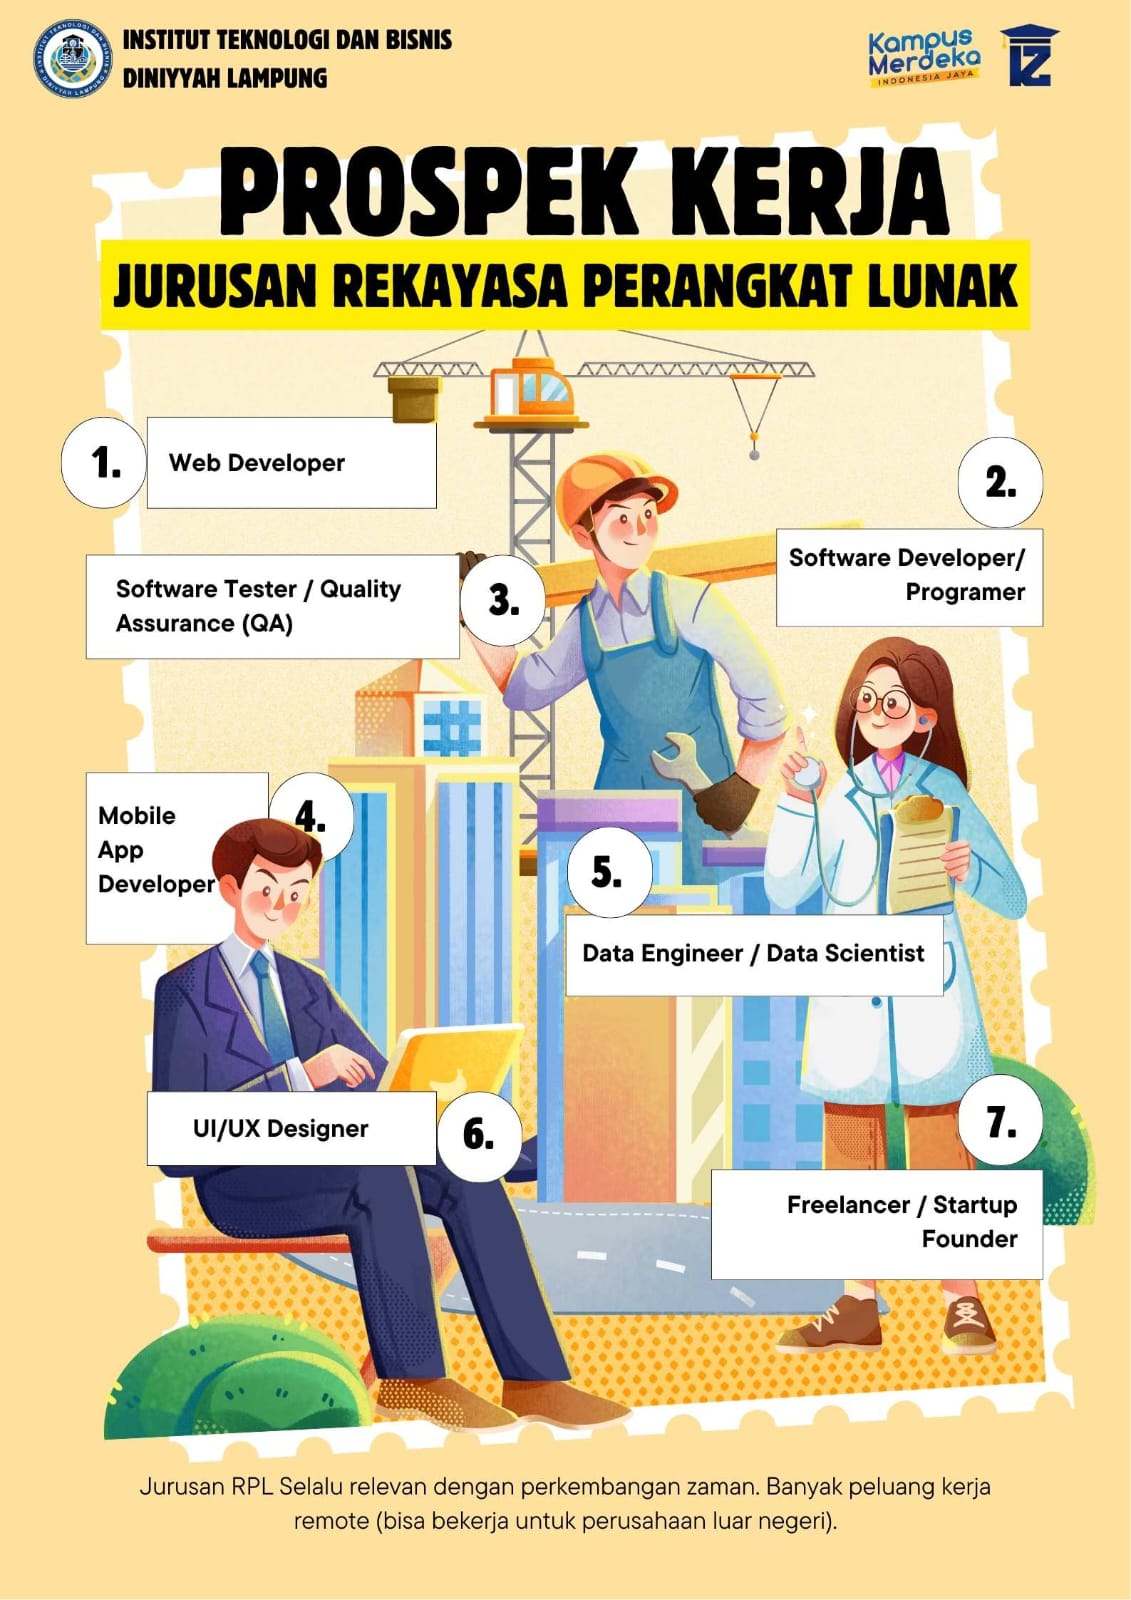 INSTITUT TEKNOLOGI DAN BISNIS
DINIYYAH LAMPUNG
Kampus
Merdeka
INDONESIA JAYA
PROSPEK KERJA
JURUSAN REKAYASA PERANGKAT LUNAK
1.
Web Developer
2.
Software Developer/
Programer
3.
Software Tester / Quality
Assurance (QA)
4.
Mobile
App
Developer
5.
Data Engineer / Data Scientist
6.
UI/UX Designer
7.
Freelancer / Startup
Founder
Jurusan RPL Selalu relevan dengan perkembangan zaman. Banyak peluang kerja
remote (bisa bekerja untuk perusahaan luar negeri).